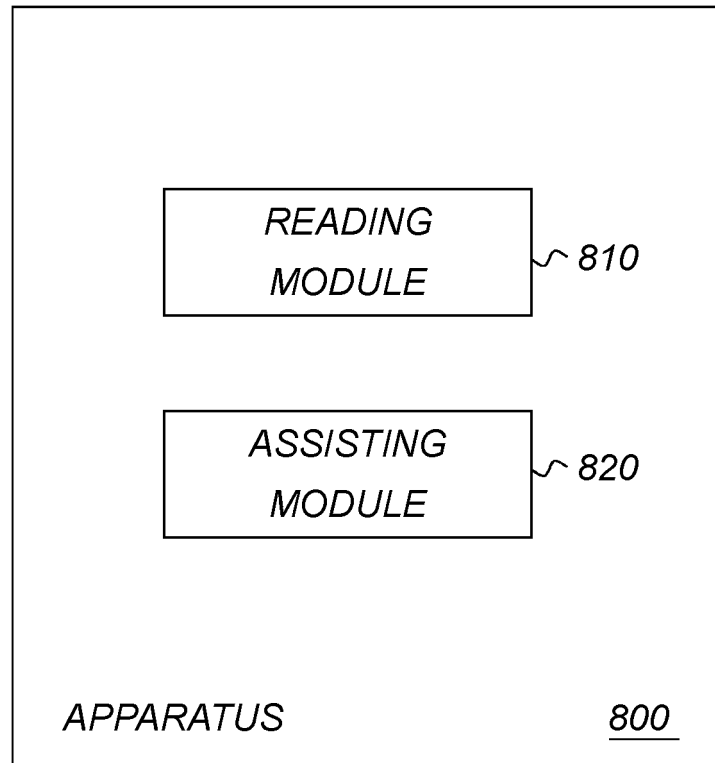 READING
MODULE
810
ASSISTING
MODULE
820
APPARATUS
800